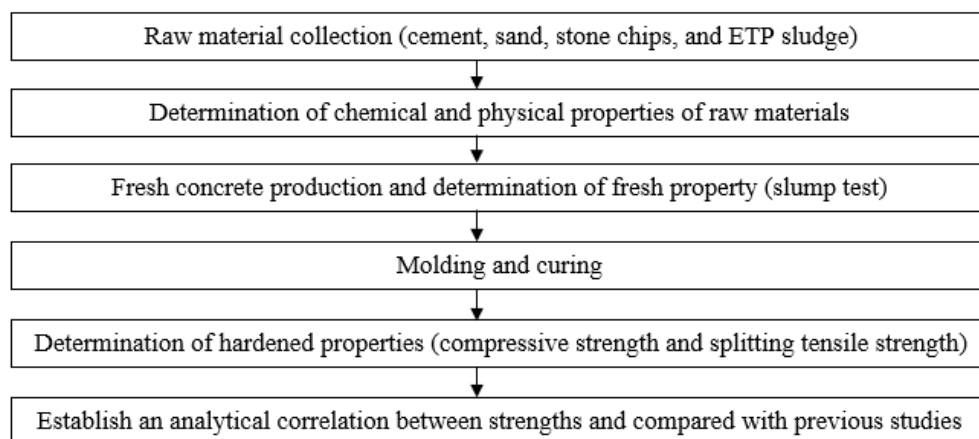 Raw material collection (cement, sand, stone chips, and ETP sludge)
Determination of chemical and physical properties of raw materials
Fresh concrete production and determination of fresh property (slump test)
Molding and curing
Determination of hardened properties (compressive strength and splitting tensile strength)
Establish an analytical correlation between strengths and compared with previous studies